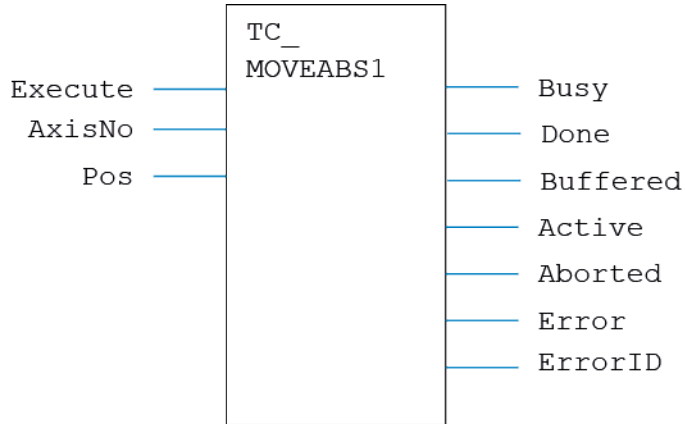 TC_
MOVEABS1
Execute
AxisNo
Pos
Busy
Done
Buffered
Active
Aborted
Error
ErrorID